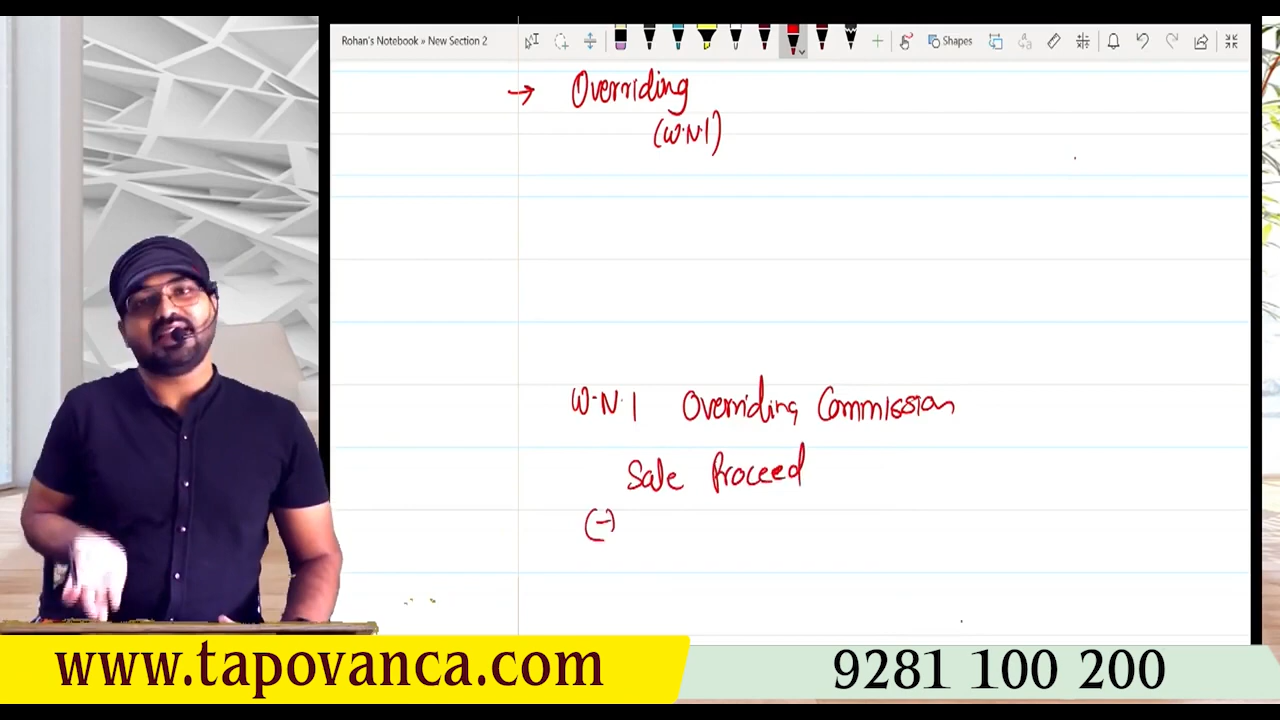 Rohan's Notebook » New Section 2
Shapes
→ Overriding
(W.N.1)
W.N.1 Overriding Commission
Sale Proceed
(-)
www.tapovanca.com
9281 100 200